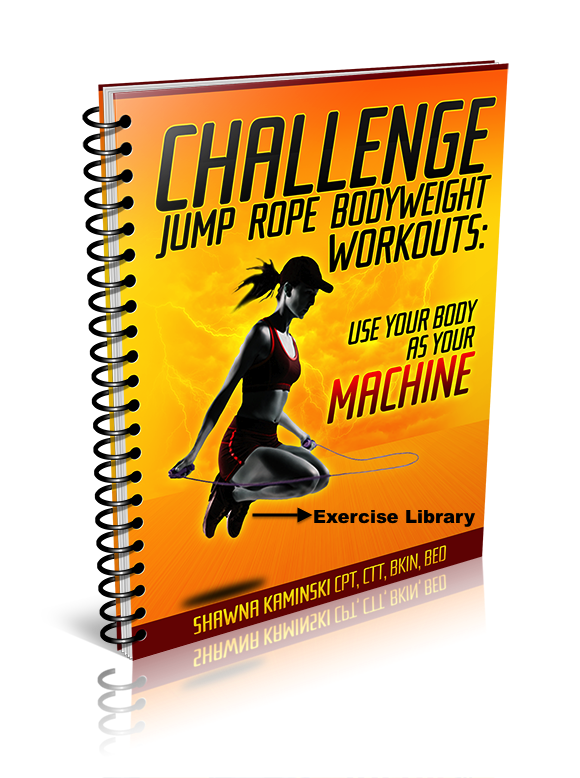 CHALLENGE
JUMP ROPE BODYWEIGHT
WORKOUTS:
USE YOUR BODY
AS YOUR
MACHINE
Exercise Library
SHAWNA KAMINSKI CPT, CTT, BKIN, BED